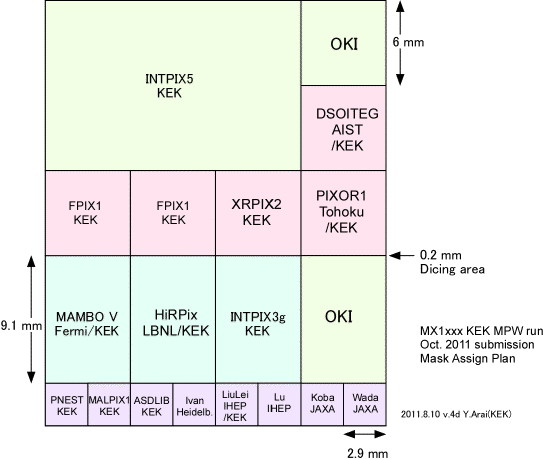 INTPIX5
KEK
OKI
6 mm
DSOITEG
AIST
/KEK
FPIX1
KEK
FPIX1
KEK
XRPIX2
KEK
PIXOR1
Tohoku
/KEK
0.2 mm
Dicing area
9.1 mm
MAMBO V
Fermi/KEK
HiRPix
LBNL/KEK
INTPIX3g
KEK
OKI
MX1xxx KEK MPW run
Oct. 2011 submission
Mask Assign Plan
PNEST
KEK
MALPIX1
KEK
ASDLIB
KEK
Ivan
Heidelb.
LiuLei
IHEP
/KEK
Lu
IHEP
Koba
JAXA
Wada
JAXA
2011.8.10 v.4d Y.Arai(KEK)
2.9 mm